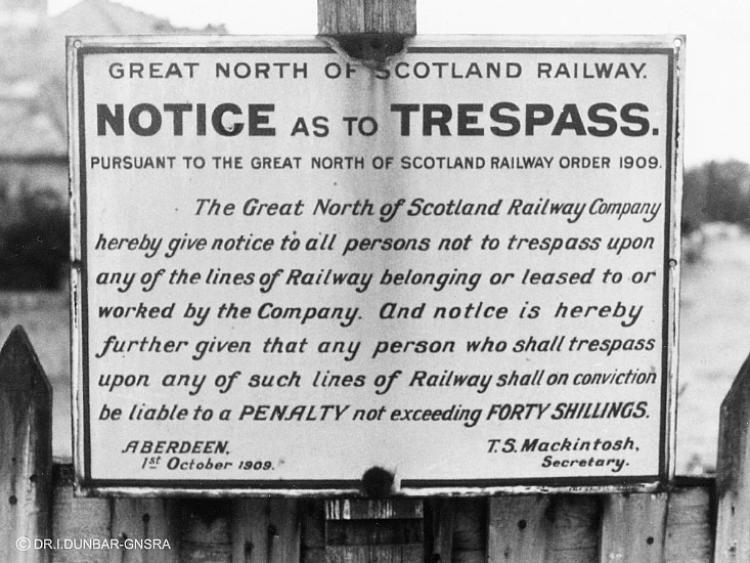 GREAT NORTH OF SCOTLAND RAILWAY.
NOTICE AS TO TRESPASS.
PURSUANT TO THE GREAT NORTH OF SCOTLAND RAILWAY ORDER 1909.
The Great North of Scotland Railway Company
hereby give notice to all persons not to trespass upon
any of the lines of Railway belonging or leased to or
worked by the Company. And notice is hereby
further given that any person who shall trespass
upon any of such lines of Railway shall on conviction
be liable to a PENALTY not exceeding FORTY SHILLINGS.
ABERDEEN,
1st October 1909.
T.S. Mackintosh,
Secretary.
© DR.I.DUNBAR-GNSRA